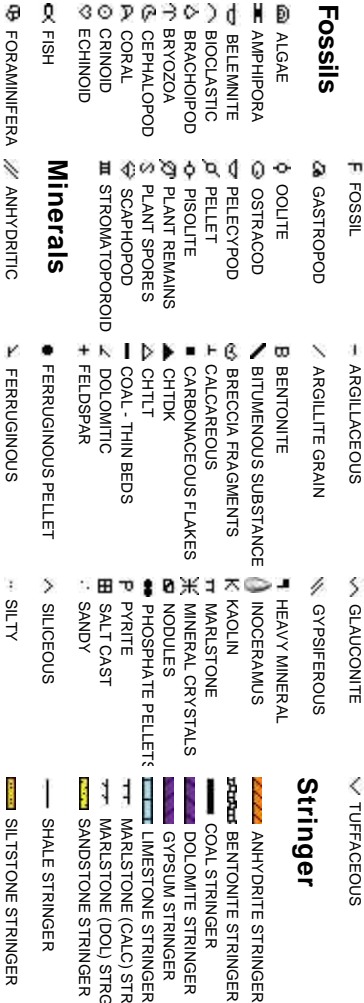 Fossils
ALGAE
AMPHIPORA
BELEMNITE
BIOCLASTIC
BRACHIOPOD
BRYOZOA
CEPHALOPOD
CORAL
CRINOID
ECHINOID
FISH
FORAMINIFERA
F FOSSIL
GASTROPOD
OOLITE
OSTRACOD
PELECYPOD
PELLET
PISOLITE
PLANT REMAINS
S PLANT SPORES
SCAPHOPOD
STROMATOPOROID
Minerals
ANHYDRITIC
ARGILLACEOUS
ARGILLITE GRAIN
B BENTONITE
BITUMENOUS SUBSTANCE
BRECCIA FRAGMENTS
CALCAREOUS
CARBONACEOUS FLAKES
CHTDK
CHTLT
COAL - THIN BEDS
DOLOMITIC
FELDSPAR
FERRUGINOUS PELLET
FERRUGINOUS
GLAUCONITE
GYPSIFEROUS
HEAVY MINERAL
INOCERAMUS
K KAOLIN
MARLSTONE
MINERAL CRYSTALS
NODULES
PHOSPHATE PELLETS
P PYRITE
SALT CAST
SANDY
SILICEOUS
SILTY
TUFFACEOUS
Stringer
ANHYDRITE STRINGER
BENTONITE STRINGER
COAL STRINGER
DOLOMITE STRINGER
GYPSUM STRINGER
LIMESTONE STRINGER
MARLSTONE (CALC) STR
MARLSTONE (DOL) STRG
SANDSTONE STRINGER
SHALE STRINGER
SILTSTONE STRINGER